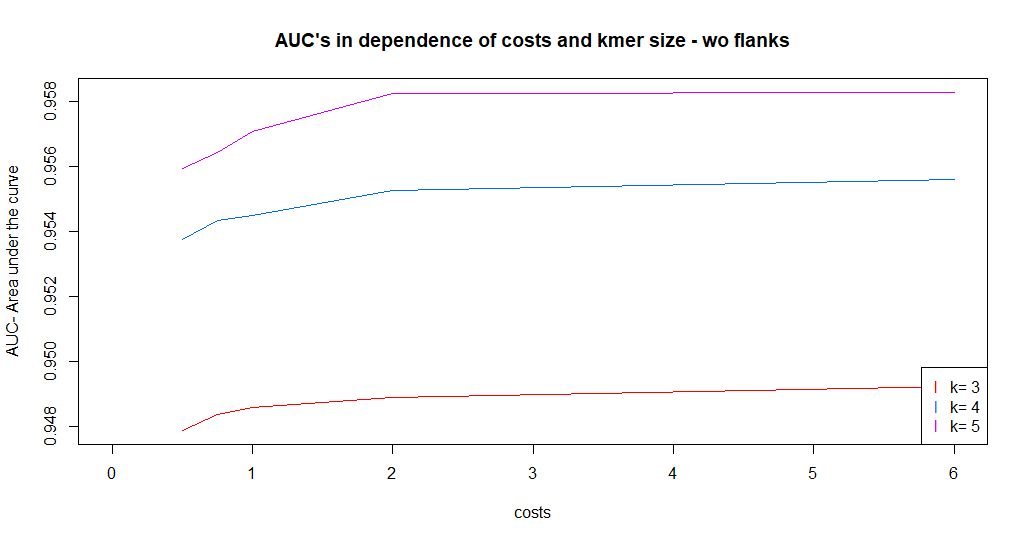 AUC's in dependence of costs and kmer size - wo flanks
AUC- Area under the curve
0.958
0.956
0.954
0.952
0.950
0.948
k= 3
k= 4
k= 5
0 1 2 3 4 5 6
costs